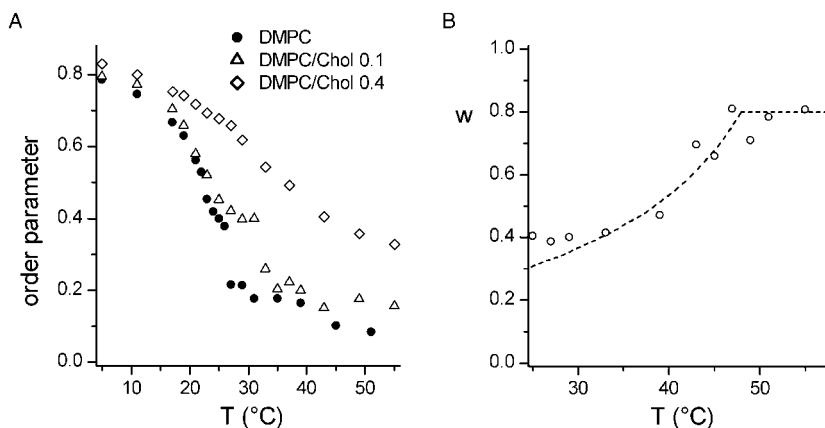 A
● DMPC
△ DMPC/Chol 0.1
◇ DMPC/Chol 0.4
order parameter
0.8
0.6
0.4
0.2
0.0
10 20 30 40 50
T (°C)
B
w
1.0
0.8
0.6
0.4
0.2
0.0
30 40 50
T (°C)